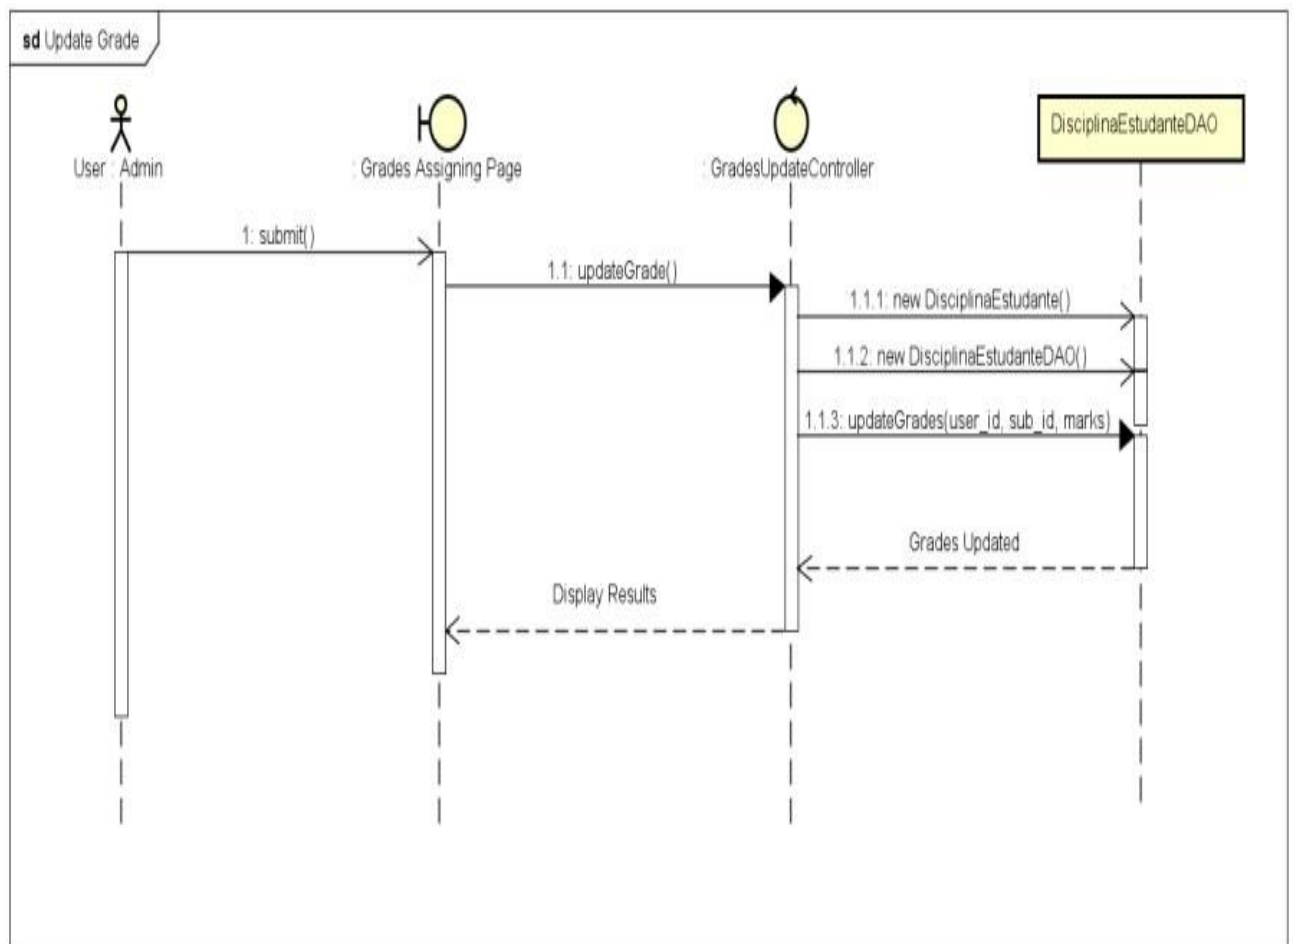 sd Update Grade
User : Admin
: Grades Assigning Page
: GradesUpdateController
DisciplinaEstudanteDAO
1: submit()
1.1: updateGrade()
1.1.1: new DisciplinaEstudante()
1.1.2: new DisciplinaEstudanteDAO()
1.1.3: updateGrades(user_id, sub_id, marks)
Grades Updated
Display Results